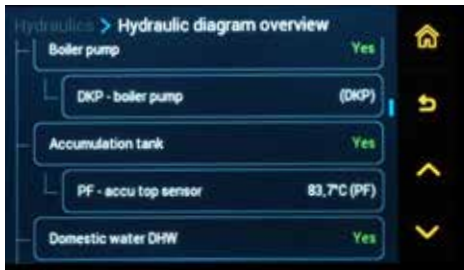 Hydraulics > Hydraulic diagram overview
Boiler pump Yes
DKP - boiler pump (DKP)
Accumulation tank Yes
PF - accu top sensor 83,7°C (PF)
Domestic water DHW Yes